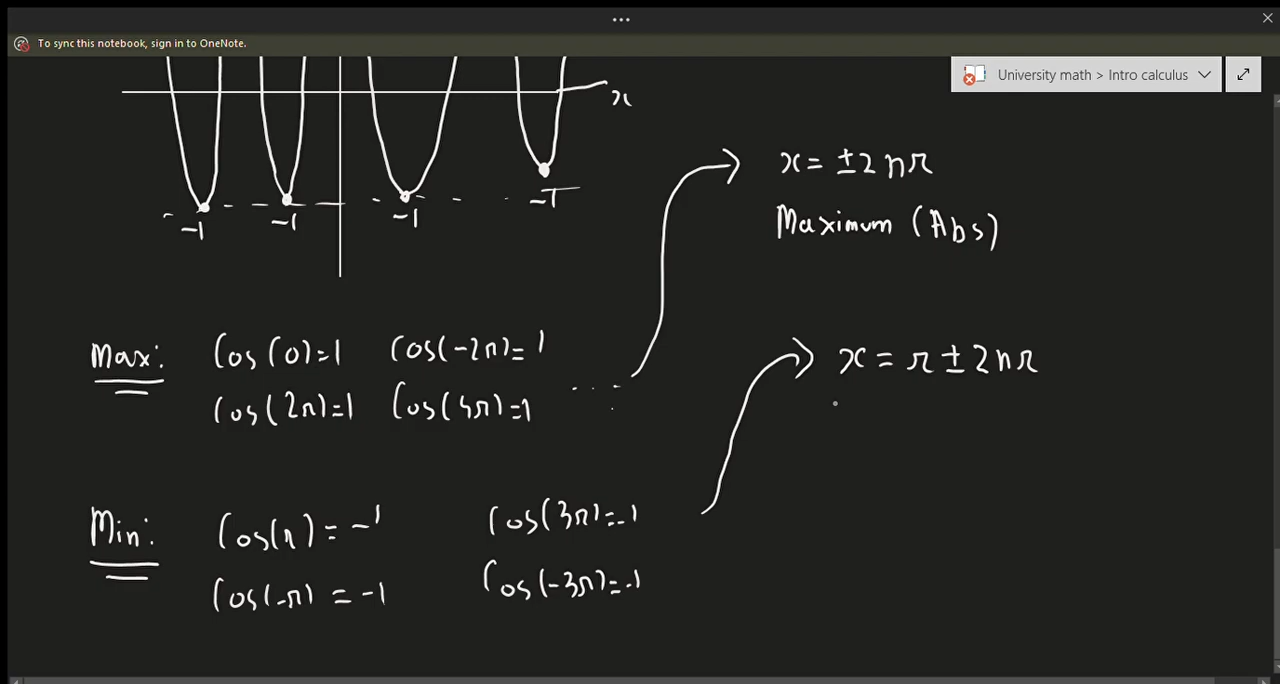 To sync this notebook, sign in to OneNote.
University math > Intro calculus
x
-1 -1 -1 -1
x = ±2nπ
Maximum (Abs)
Max: Cos(0)=1 Cos(-2π)=1
Cos(2π)=1 Cos(4π)=1 ...
x = π ± 2nπ
Min: Cos(π) = -1 Cos(3π)=-1
Cos(-π) = -1 Cos(-3π)=-1